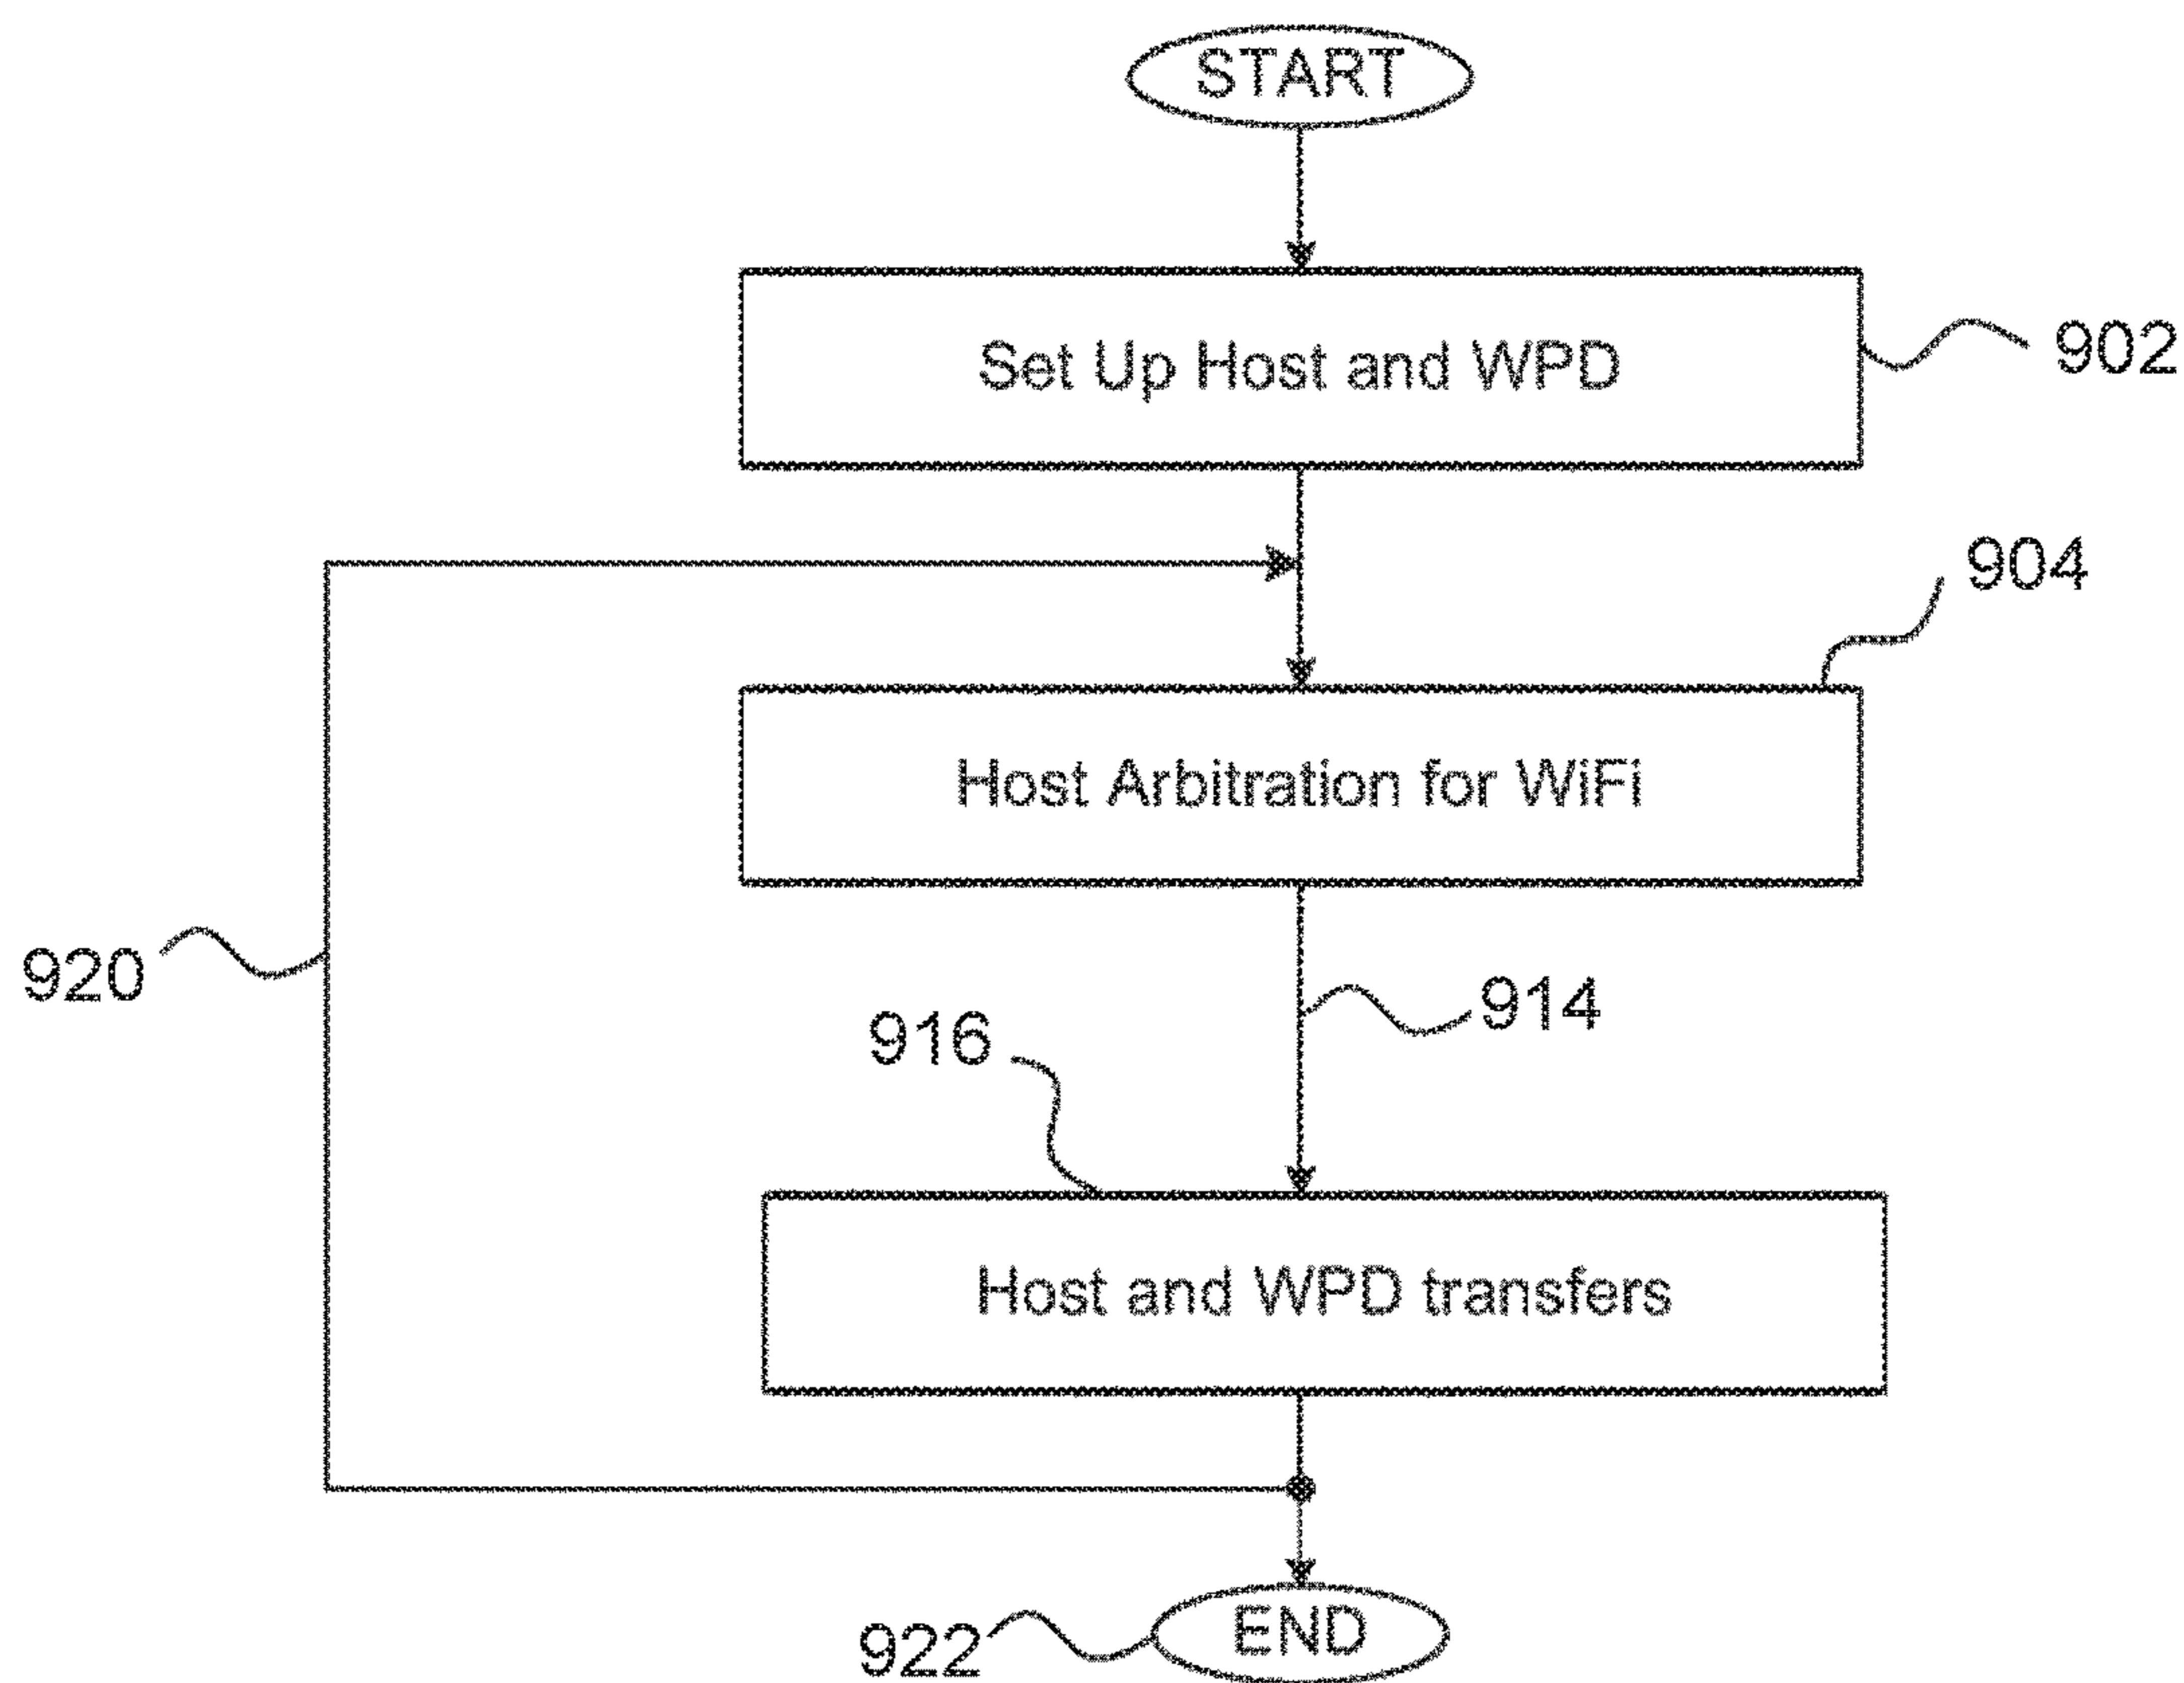 START
Set Up Host and WPD
902
904
Host Arbitration for WiFi
920
914
916
Host and WPD transfers
922
END